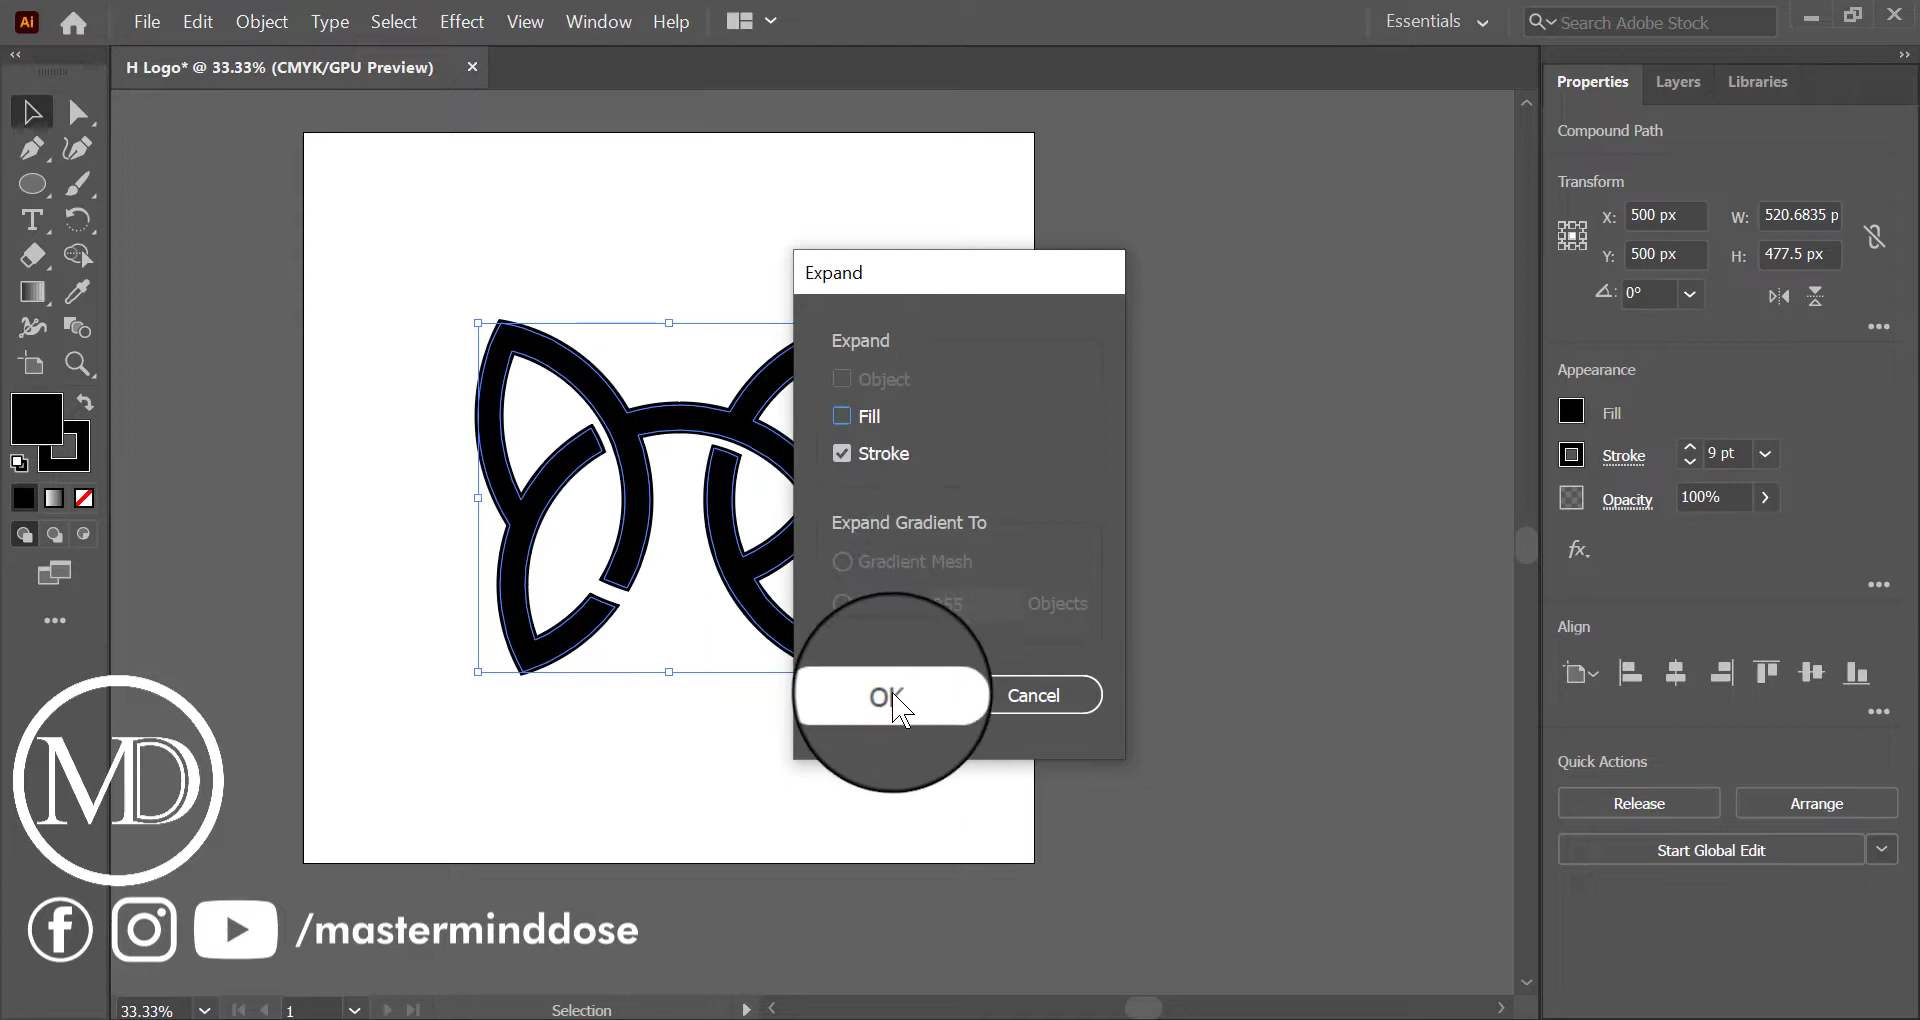 Ai File Edit Object Type Select Effect View Window Help Essentials Search Adobe Stock
H Logo* @ 33.33% (CMYK/GPU Preview)
Properties Layers Libraries
Compound Path
Transform
X: 500 px W: 520.6835 p
Y: 500 px H: 477.5 px
0°
Appearance
Fill
Stroke 9 pt
Opacity 100%
fx.
Align
Quick Actions
Release Arrange
Start Global Edit
Expand
Expand
Object
Fill
Stroke
Expand Gradient To
Gradient Mesh
Objects
OK Cancel
MD
/masterminddose
33.33% 1 Selection